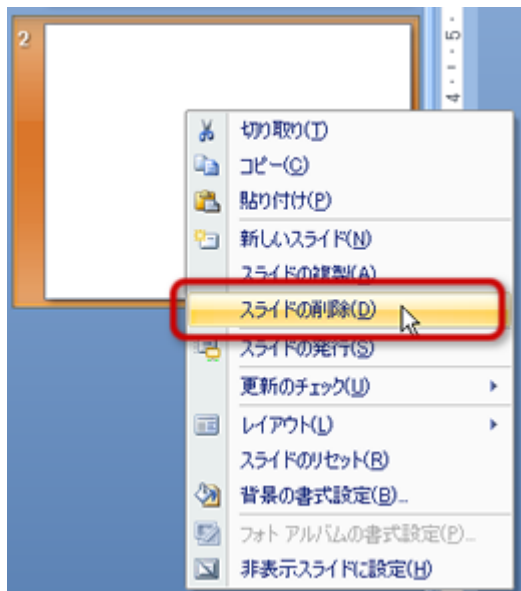 2
5
1
4
切り取り(T)
コピー(C)
貼り付け(P)
新しいスライド(N)
スライドの複製(A)
スライドの削除(D)
スライドの発行(S)
更新のチェック(U)
レイアウト(L)
スライドのリセット(R)
背景の書式設定(B)...
フォト アルバムの書式設定(P)...
非表示スライドに設定(H)